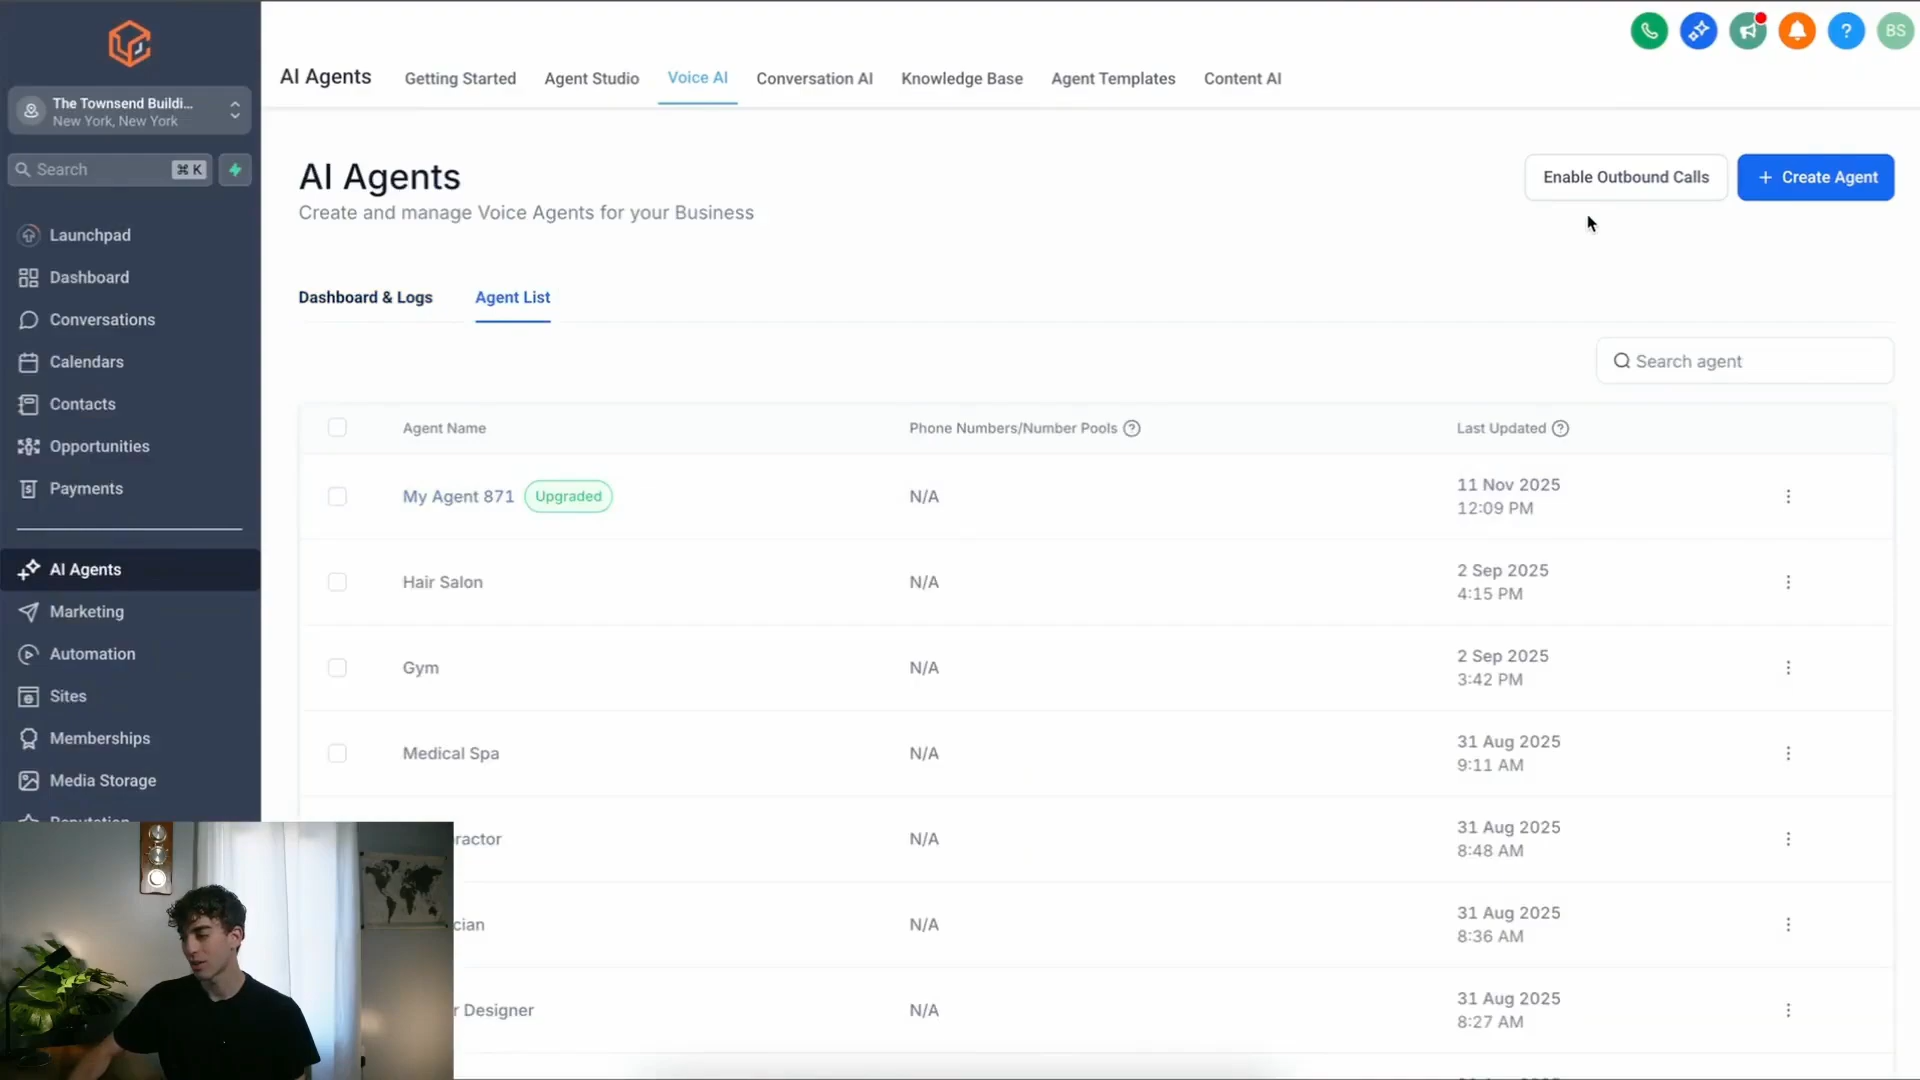 The Townsend Buildi...
New York, New York
Search
⌘ K
Launchpad
Dashboard
Conversations
Calendars
Contacts
Opportunities
Payments
AI Agents
Marketing
Automation
Sites
Memberships
Media Storage
AI Agents
Getting Started
Agent Studio
Voice AI
Conversation AI
Knowledge Base
Agent Templates
Content AI
BS
AI Agents
Create and manage Voice Agents for your Business
Enable Outbound Calls
+ Create Agent
Dashboard & Logs
Agent List
Search agent
Agent Name
Phone Numbers/Number Pools
Last Updated
My Agent 871
Upgraded
N/A
11 Nov 2025
12:09 PM
Hair Salon
N/A
2 Sep 2025
4:15 PM
Gym
N/A
2 Sep 2025
3:42 PM
Medical Spa
N/A
31 Aug 2025
9:11 AM
ractor
N/A
31 Aug 2025
8:48 AM
cian
N/A
31 Aug 2025
8:36 AM
r Designer
N/A
31 Aug 2025
8:27 AM